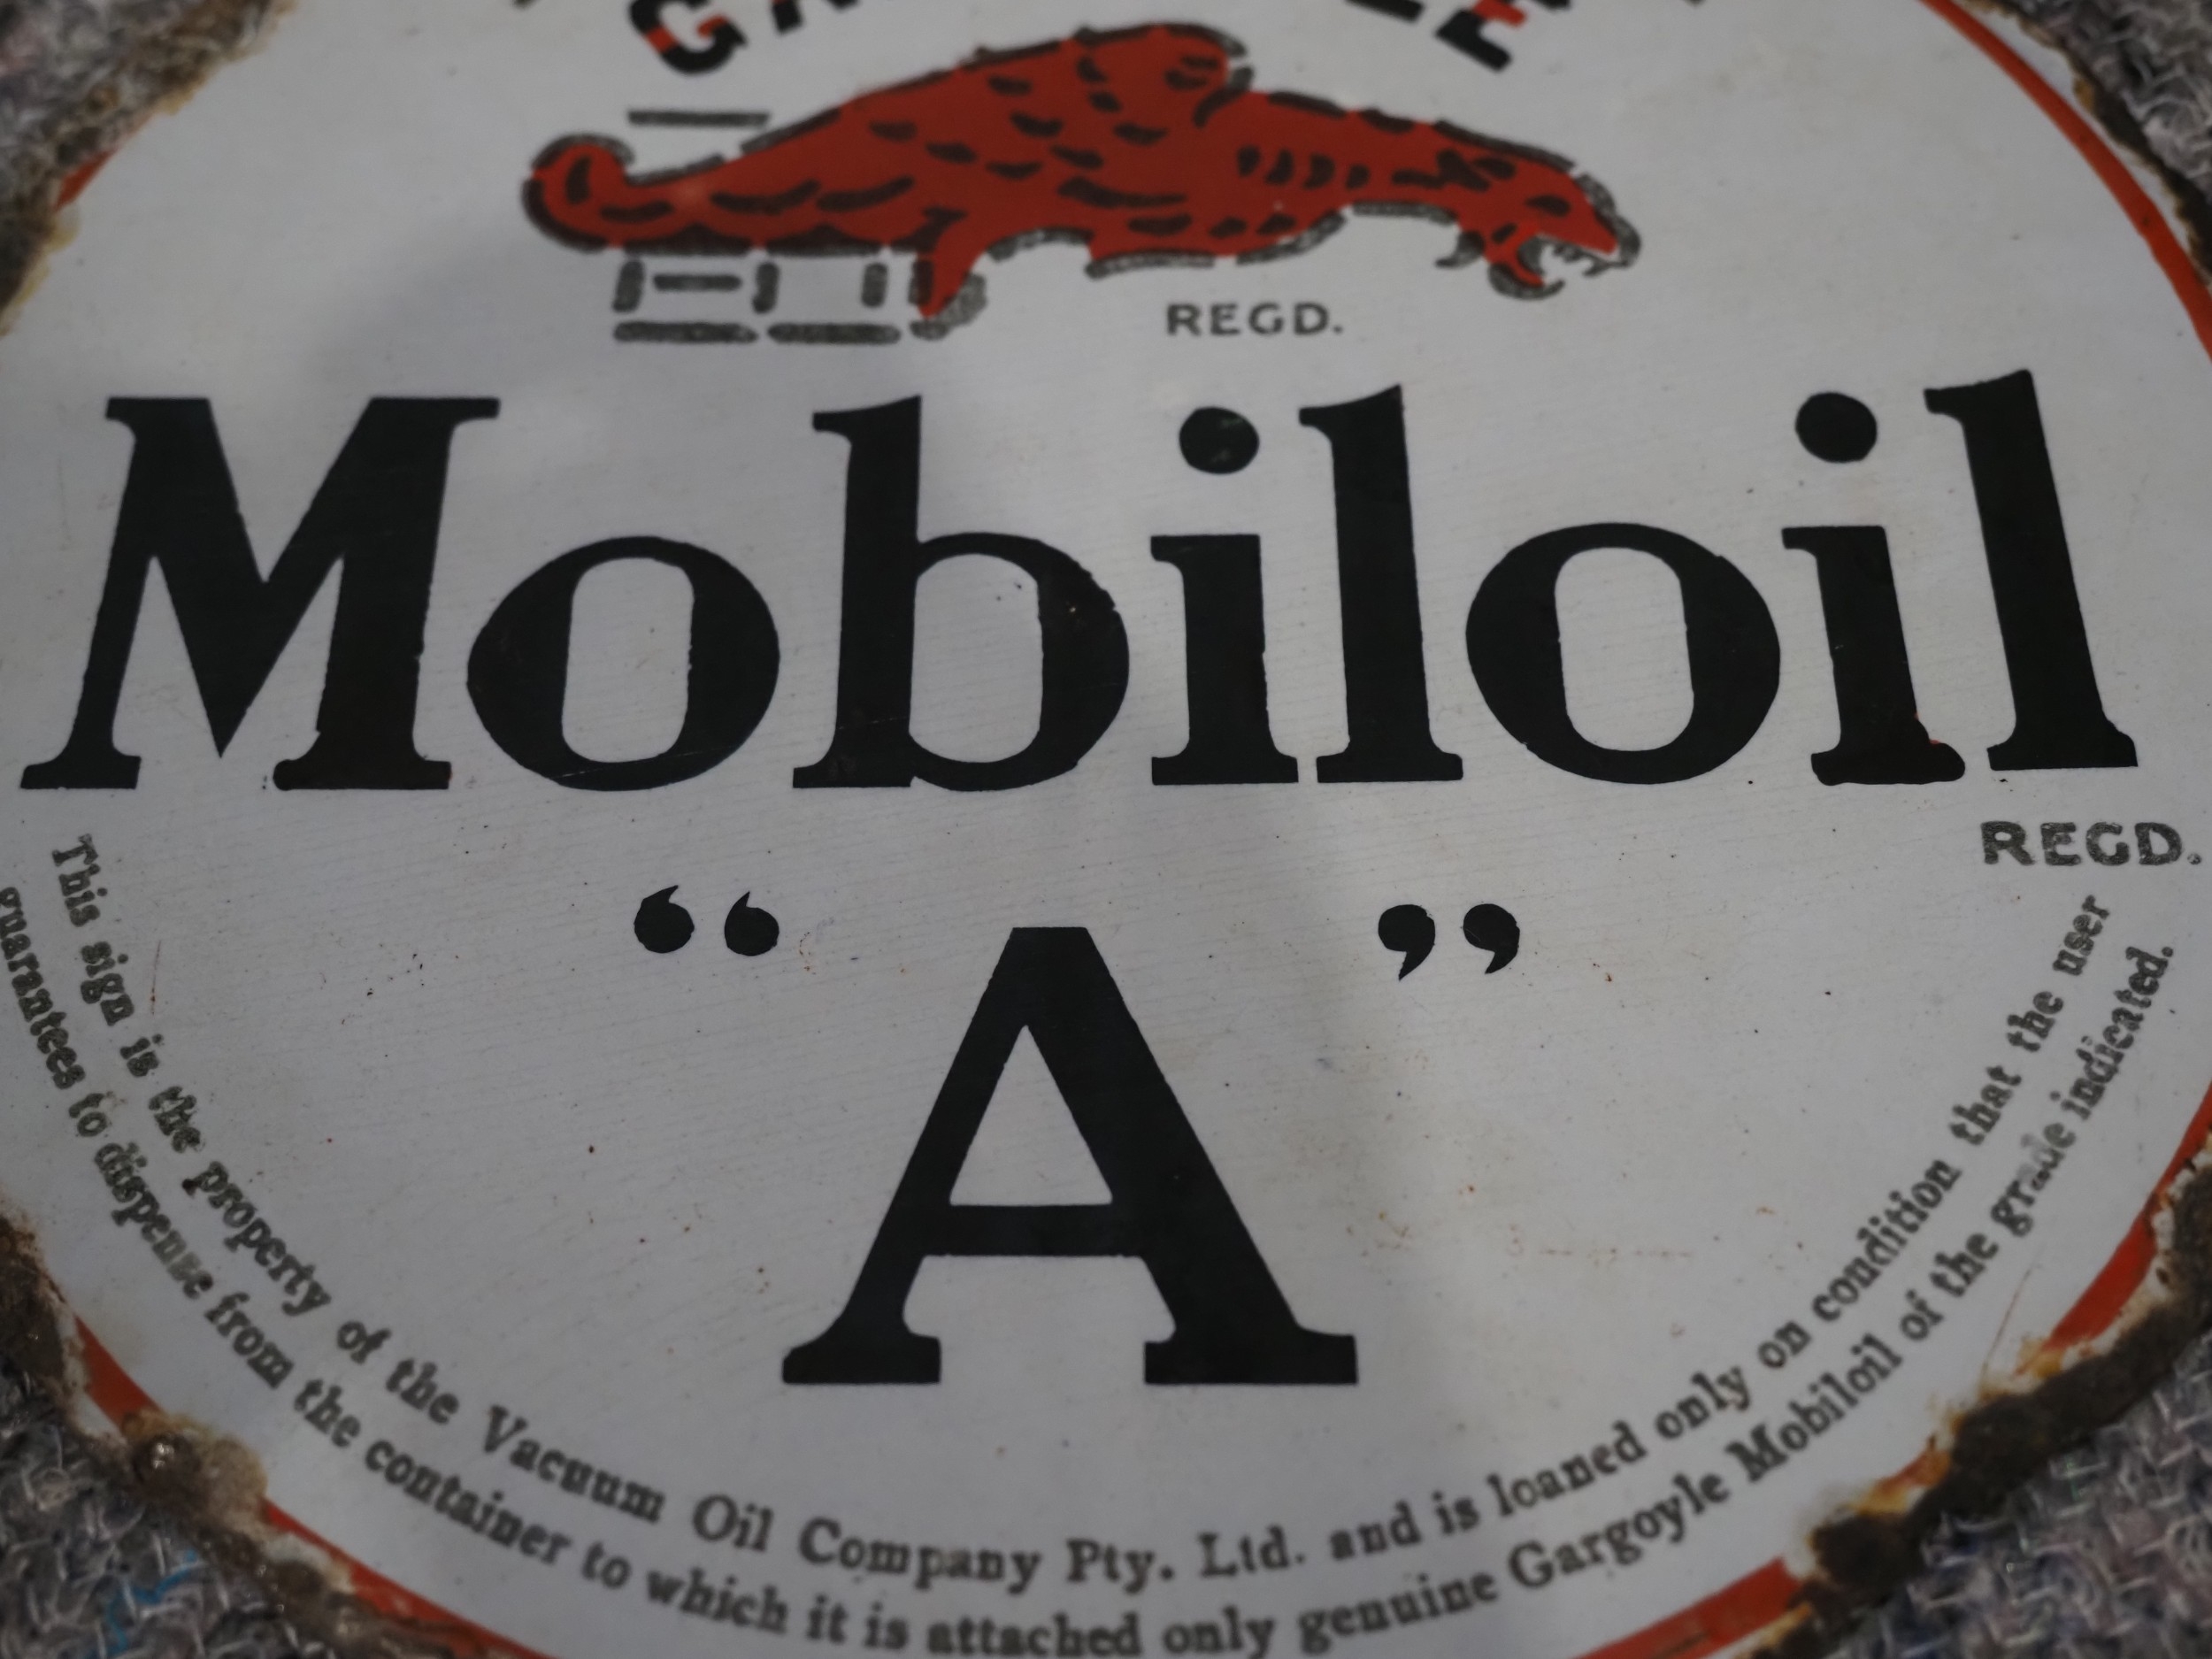 REGD.
Mobiloil
REGD.
“A”
This sign is the property of the Vacuum Oil Company Pty. Ltd. and is loaned only on condition that the user
guarantees to dispense from the container to which it is attached only genuine Gargoyle Mobiloil of the grade indicated.